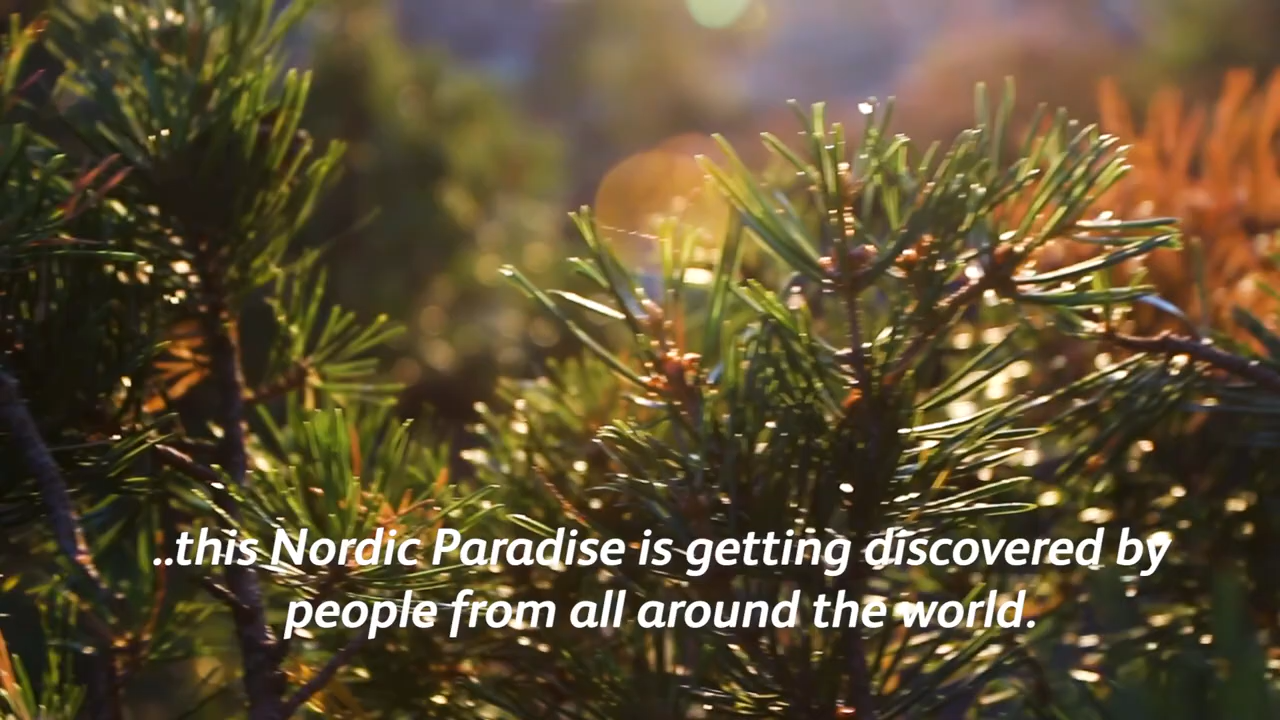 ..this Nordic Paradise is getting discovered by
people from all around the world.